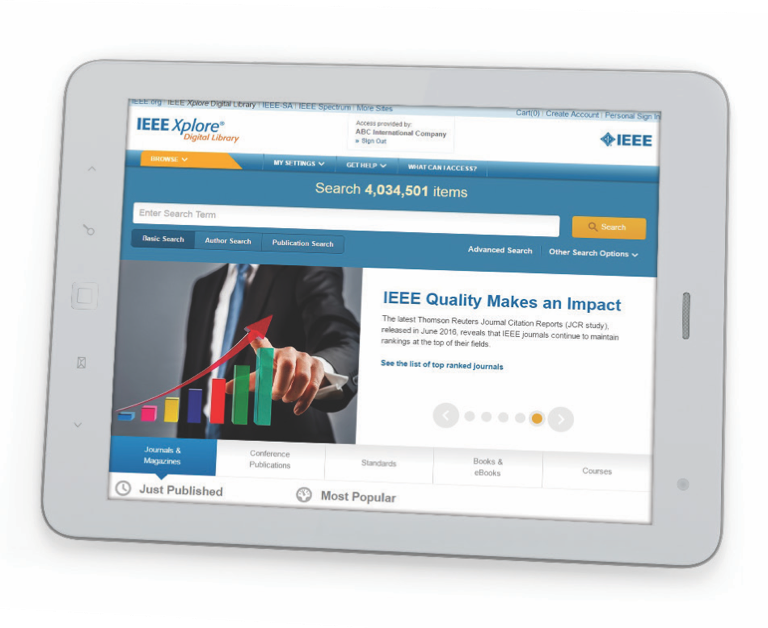 IEEE.org | IEEE Xplore Digital Library | IEEE-SA | IEEE Spectrum | More Sites
Cart(0) | Create Account | Personal Sign In
IEEE Xplore®
Digital Library
Access provided by:
ABC International Company
» Sign Out
IEEE
BROWSE
MY SETTINGS
GET HELP
WHAT CAN I ACCESS?
Search 4,034,501 items
Enter Search Term
Search
Basic Search
Author Search
Publication Search
Advanced Search
Other Search Options
IEEE Quality Makes an Impact
The latest Thomson Reuters Journal Citation Reports (JCR study),
released in June 2016, reveals that IEEE journals continue to maintain
rankings at the top of their fields.
See the list of top ranked journals
Journals &
Magazines
Conference
Publications
Standards
Books &
eBooks
Courses
Just Published
Most Popular